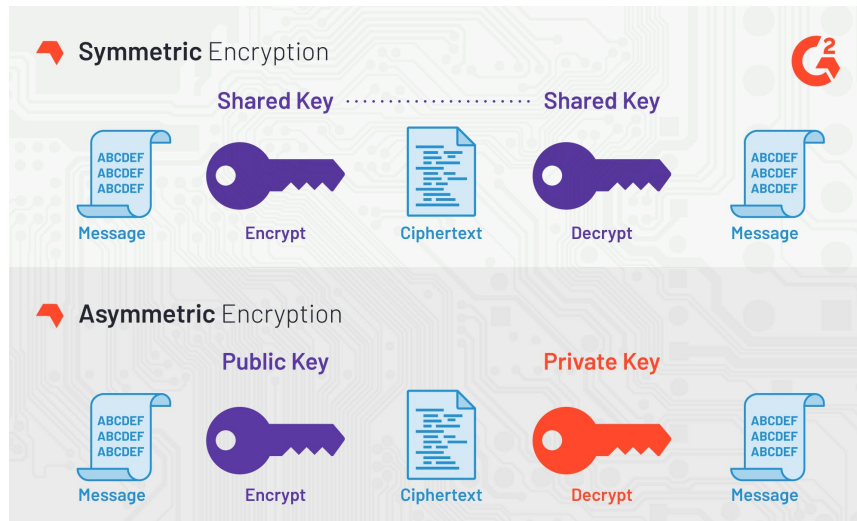 Symmetric Encryption
G2
Shared Key Shared Key
ABCDEF ABCDEF
ABCDEF ABCDEF
ABCDEF ABCDEF
Message Encrypt Ciphertext Decrypt Message
Asymmetric Encryption
Public Key Private Key
ABCDEF ABCDEF
ABCDEF ABCDEF
ABCDEF ABCDEF
Message Encrypt Ciphertext Decrypt Message